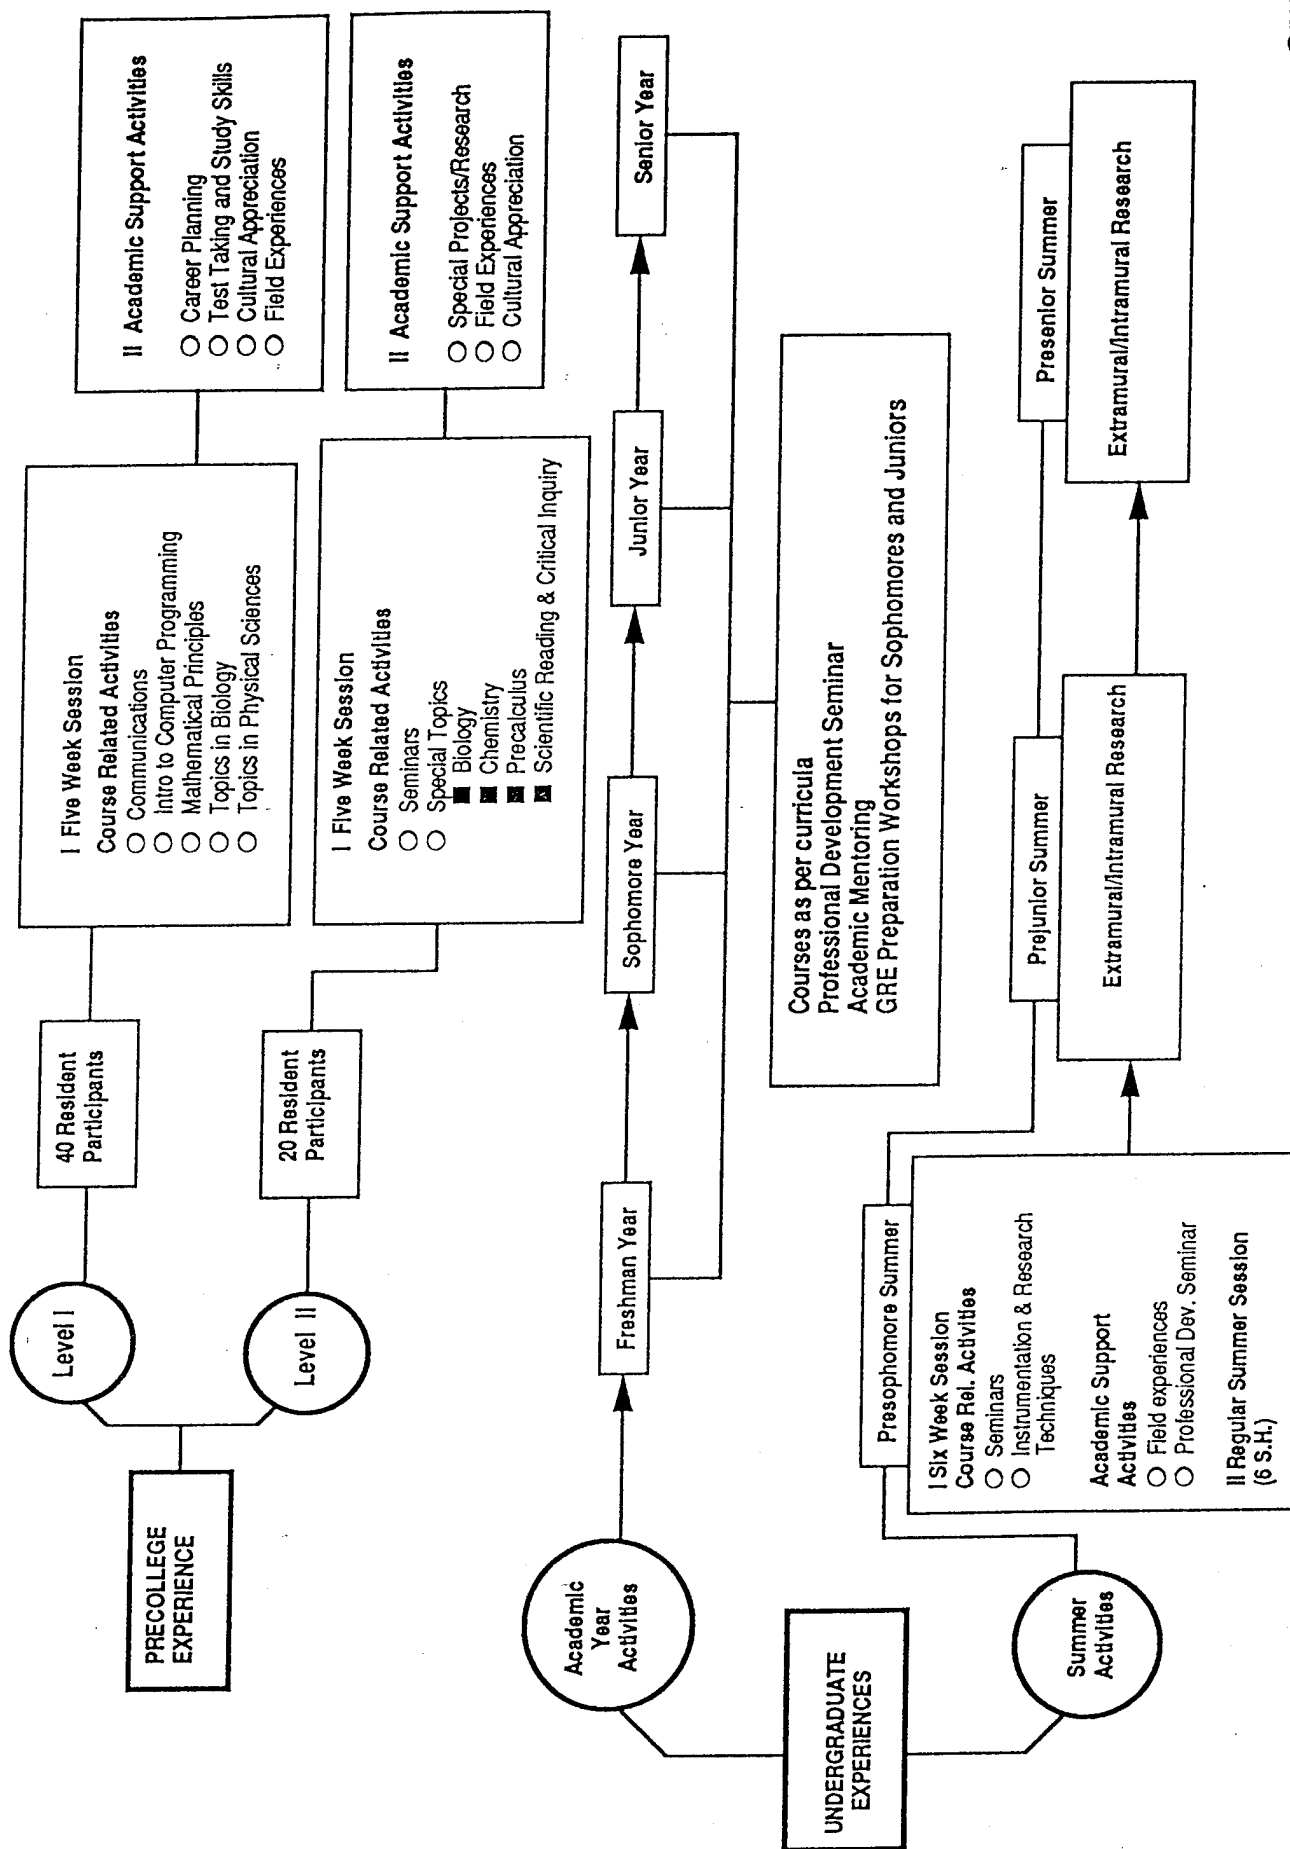 PRECOLLEGE
EXPERIENCE
Level I
40 Resident
Participants
I Five Week Session
Course Related Activities
○ Communications
○ Intro to Computer Programming
○ Mathematical Principles
○ Topics in Biology
○ Topics in Physical Sciences
II Academic Support Activities
○ Career Planning
○ Test Taking and Study Skills
○ Cultural Appreciation
○ Field Experiences
Level II
20 Resident
Participants
I Five Week Session
Course Related Activities
○ Seminars
○ Special Topics
■ Biology
■ Chemistry
■ Precalculus
■ Scientific Reading & Critical Inquiry
II Academic Support Activities
○ Special Projects/Research
○ Field Experiences
○ Cultural Appreciation
UNDERGRADUATE
EXPERIENCES
Academic
Year
Activities
Freshman Year
Sophomore Year
Junior Year
Senior Year
Courses as per curricula
Professional Development Seminar
Academic Mentoring
GRE Preparation Workshops for Sophomores and Juniors
Summer
Activities
Presophomore Summer
I Six Week Session
Course Rel. Activities
○ Seminars
○ Instrumentation & Research
Techniques
Academic Support
Activities
○ Field experiences
○ Professional Dev. Seminar
II Regular Summer Session
(6 S.H.)
Prejunior Summer
Extramural/Intramural Research
Presenior Summer
Extramural/Intramural Research